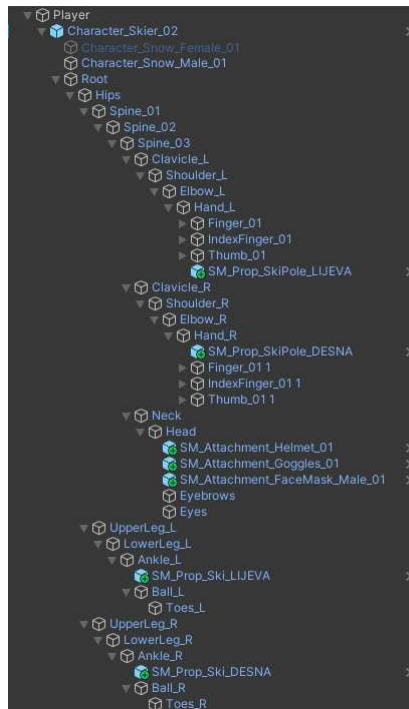 Player
Character_Skier_02
Character_Snow_Female_01
Character_Snow_Male_01
Root
Hips
Spine_01
Spine_02
Spine_03
Clavicle_L
Shoulder_L
Elbow_L
Hand_L
Finger_01
IndexFinger_01
Thumb_01
SM_Prop_SkiPole_LIJEVA
Clavicle_R
Shoulder_R
Elbow_R
Hand_R
SM_Prop_SkiPole_DESNA
Finger_01 1
IndexFinger_01 1
Thumb_01 1
Neck
Head
SM_Attachment_Helmet_01
SM_Attachment_Goggles_01
SM_Attachment_FaceMask_Male_01
Eyebrows
Eyes
UpperLeg_L
LowerLeg_L
Ankle_L
SM_Prop_Ski_LIJEVA
Ball_L
Toes_L
UpperLeg_R
LowerLeg_R
Ankle_R
SM_Prop_Ski_DESNA
Ball_R
Toes_R